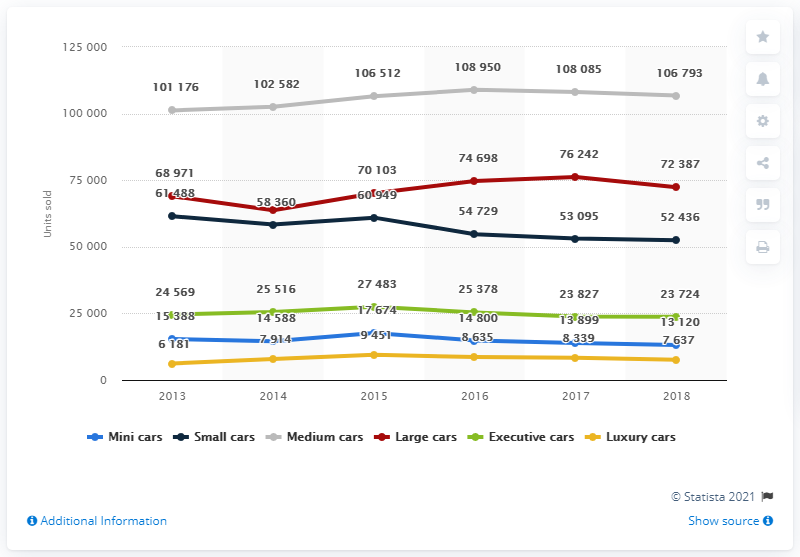 125 000
100 000
75 000
50 000
25 000
0
Units sold
101 176 102 582 106 512 108 950 108 085 106 793
68 971 70 103 74 698 76 242 72 387
61 488 58 360 60 949 54 729 53 095 52 436
24 569 25 516 27 483 25 378 23 827 23 724
15 388 14 588 17 674 14 800 13 899 13 120
6 181 7 914 9 451 8 635 8 339 7 637
2013 2014 2015 2016 2017 2018
Mini cars Small cars Medium cars Large cars Executive cars Luxury cars
© Statista 2021
Additional Information Show source